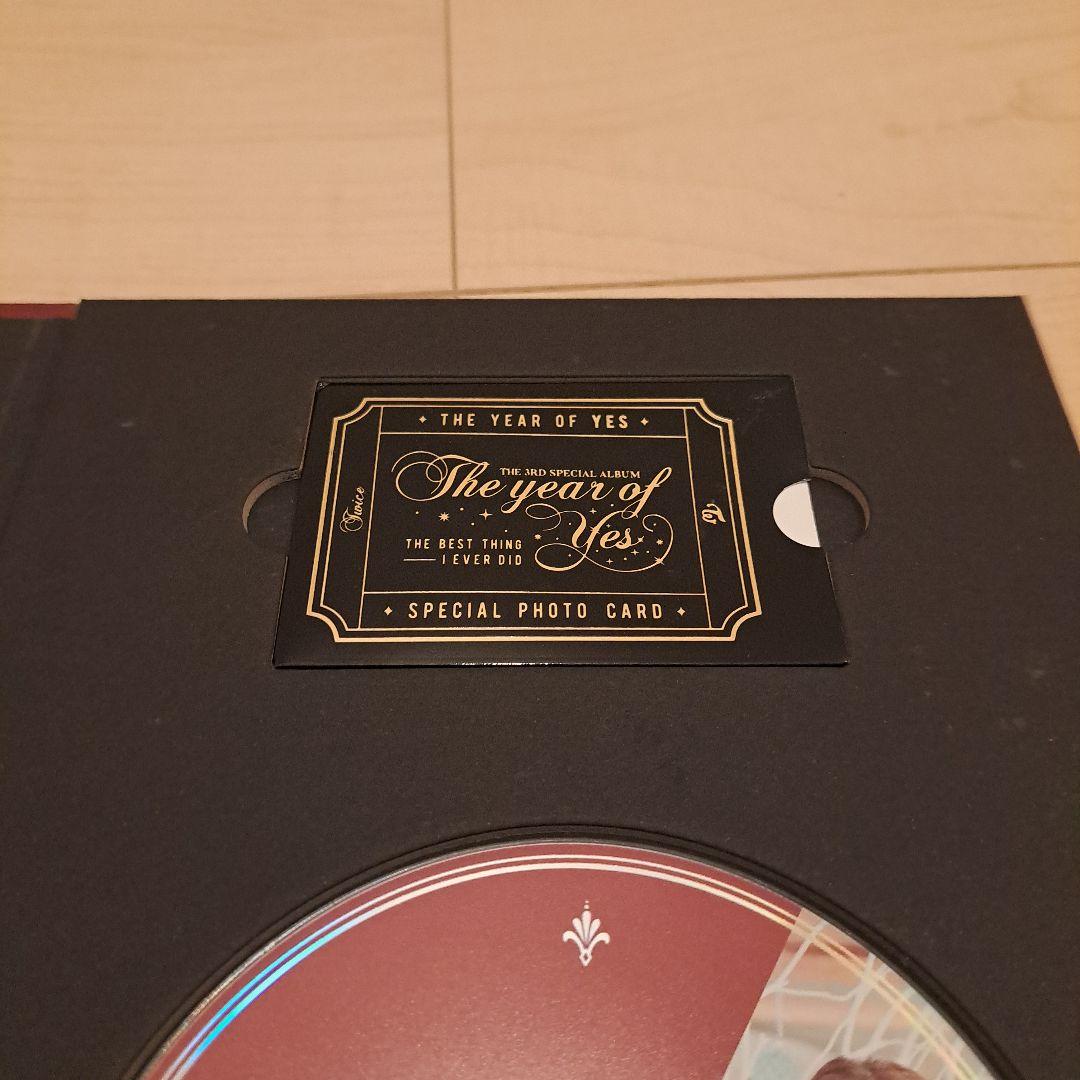 THE YEAR OF YES
THE 3RD SPECIAL ALBUM
The year of
Yes
THE BEST THING
I EVER DID
Twice
SPECIAL PHOTO CARD